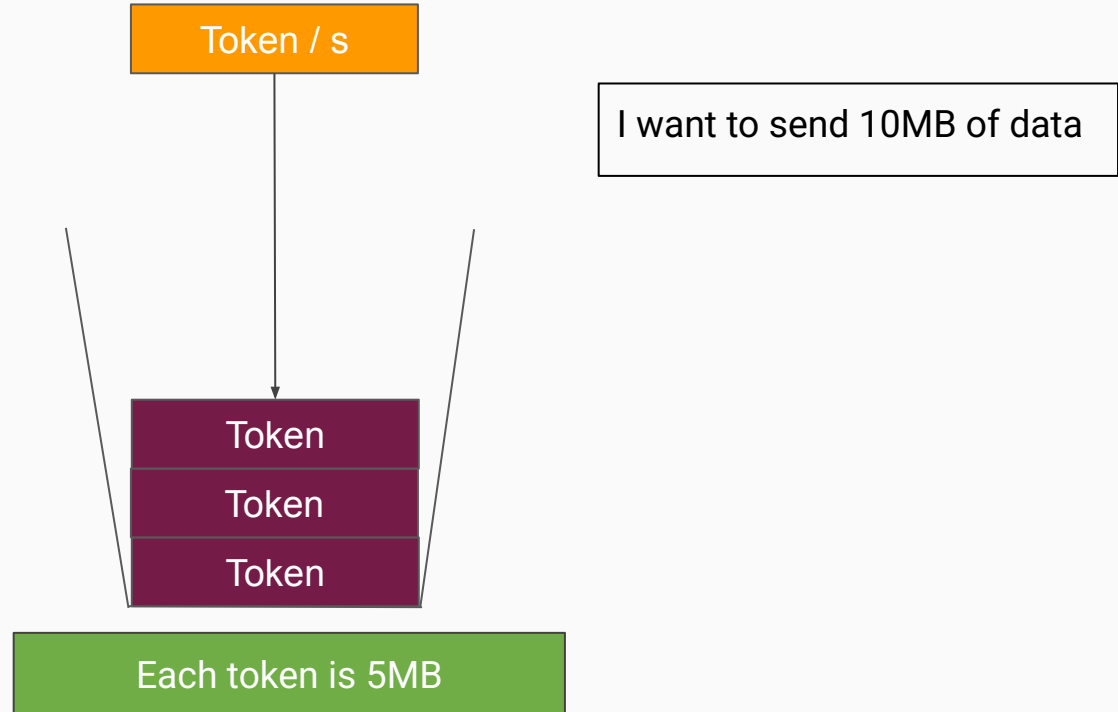 Token / s
I want to send 10MB of data
Token
Token
Token
Each token is 5MB